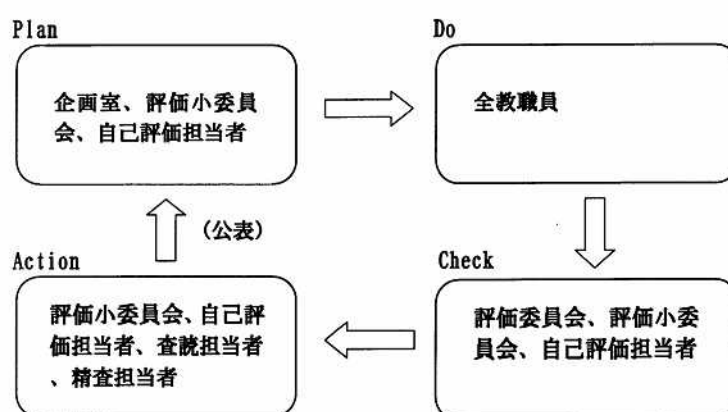 Plan
企画室、評価小委員
会、自己評価担当者
Do
全教職員
(公表)
Action
評価小委員会、自己評
価担当者、査読担当者
、精査担当者
Check
評価委員会、評価小委
員会、自己評価担当者